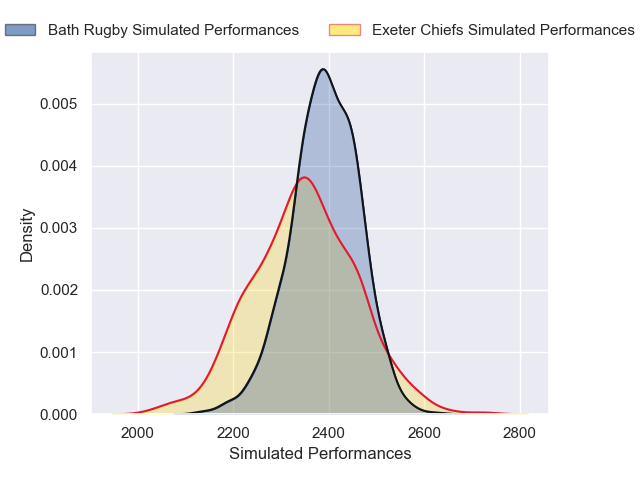 Bath Rugby Simulated Performances
Exeter Chiefs Simulated Performances
Density
0.005
0.004
0.003
0.002
0.001
0.000
2000 2200 2400 2600 2800
Simulated Performances